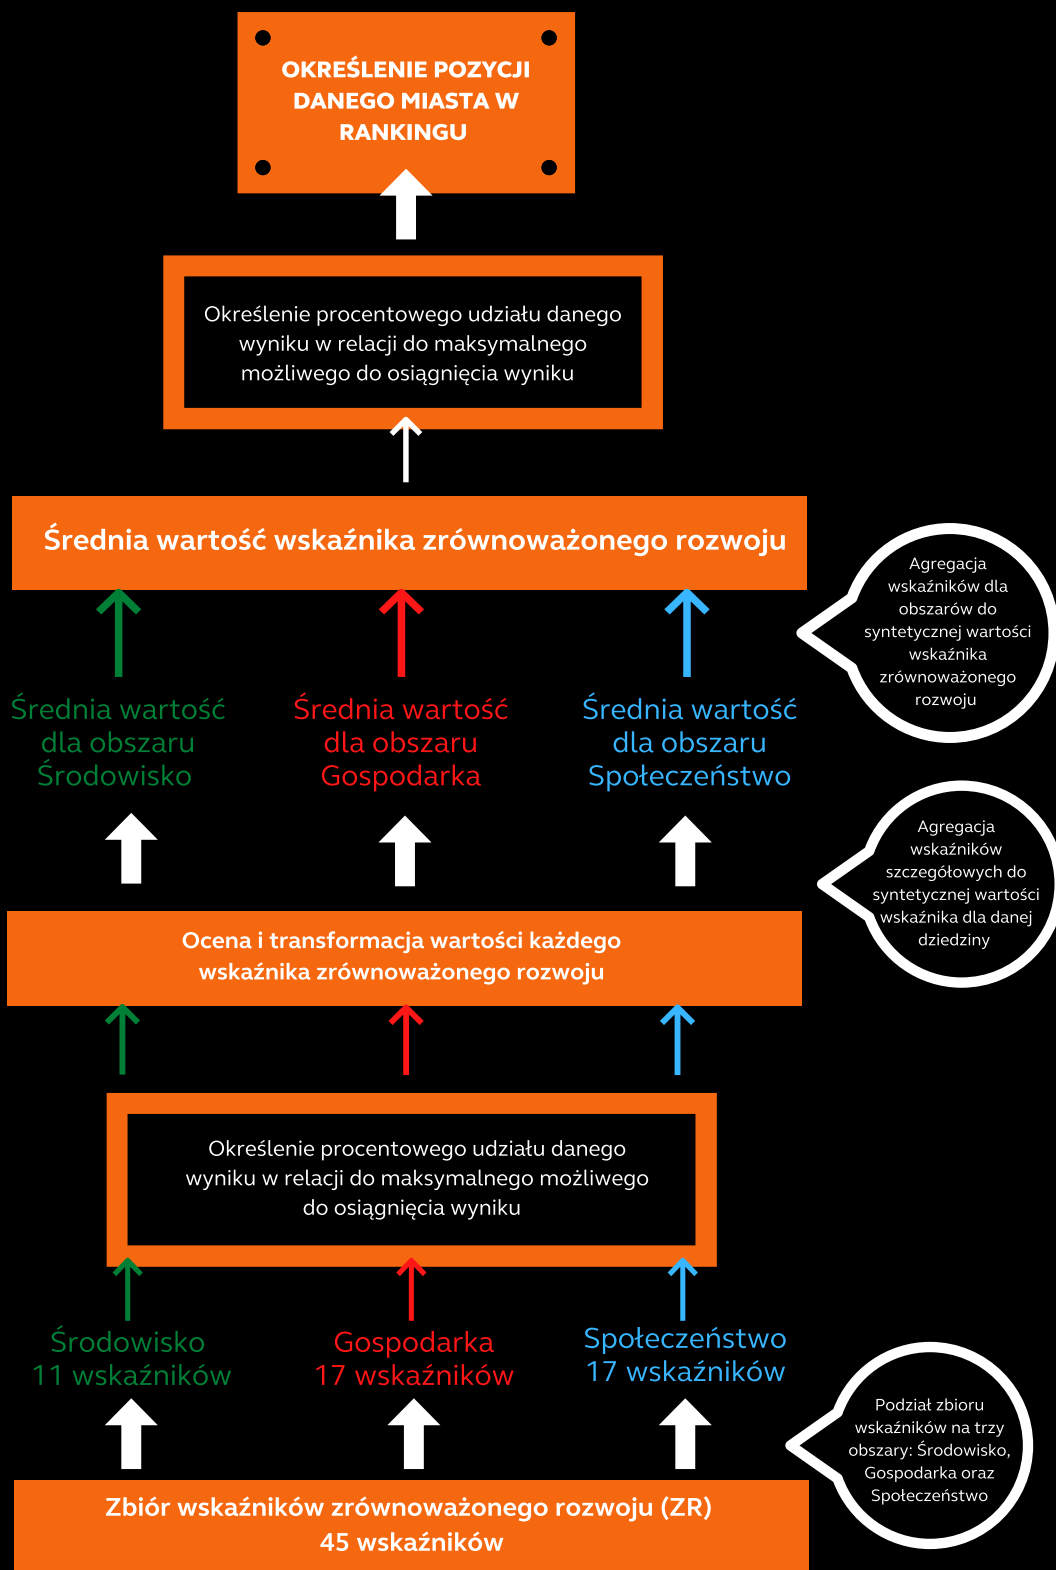 OKREŚLENIE POZYCJI
DANEGO MIASTA W
RANKINGU
Określenie procentowego udziału danego
wyniku w relacji do maksymalnego
możliwego do osiągnięcia wyniku
Średnia wartość wskaźnika zrównoważonego rozwoju
Agregacja
wskaźników dla
obszarów do
syntetycznej wartości
wskaźnika
zrównoważonego
rozwoju
Średnia wartość
dla obszaru
Środowisko
Średnia wartość
dla obszaru
Gospodarka
Średnia wartość
dla obszaru
Społeczeństwo
Agregacja
wskaźników
szczegółowych do
syntetycznej wartości
wskaźnika dla danej
dziedziny
Ocena i transformacja wartości każdego
wskaźnika zrównoważonego rozwoju
Określenie procentowego udziału danego
wyniku w relacji do maksymalnego możliwego
do osiągnięcia wyniku
Środowisko
11 wskaźników
Gospodarka
17 wskaźników
Społeczeństwo
17 wskaźników
Podział zbioru
wskaźników na trzy
obszary: Środowisko,
Gospodarka oraz
Społeczeństwo
Zbiór wskaźników zrównoważonego rozwoju (ZR)
45 wskaźników